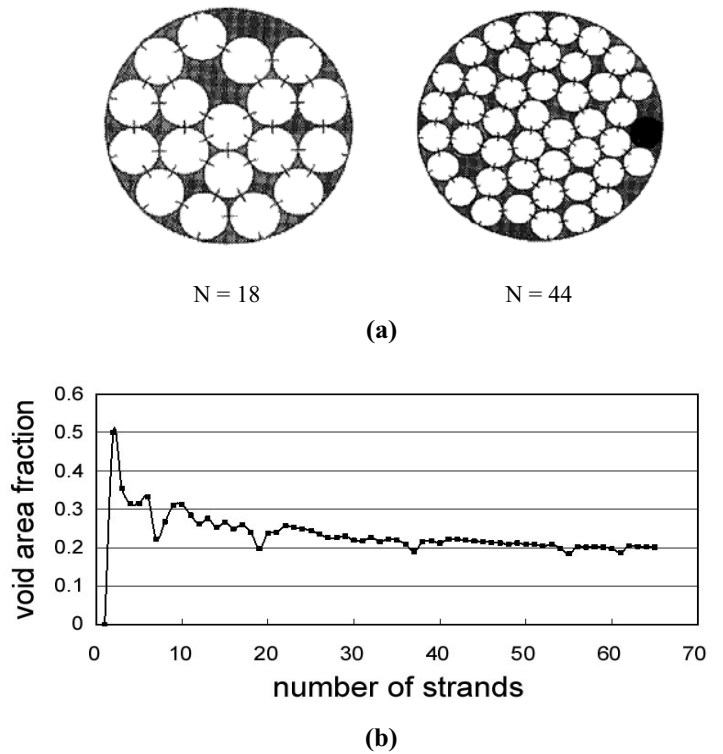 N = 18
N = 44
(a)
0.6
0.5
0.4
0.3
0.2
0.1
0
void area fraction
0 10 20 30 40 50 60 70
number of strands
(b)